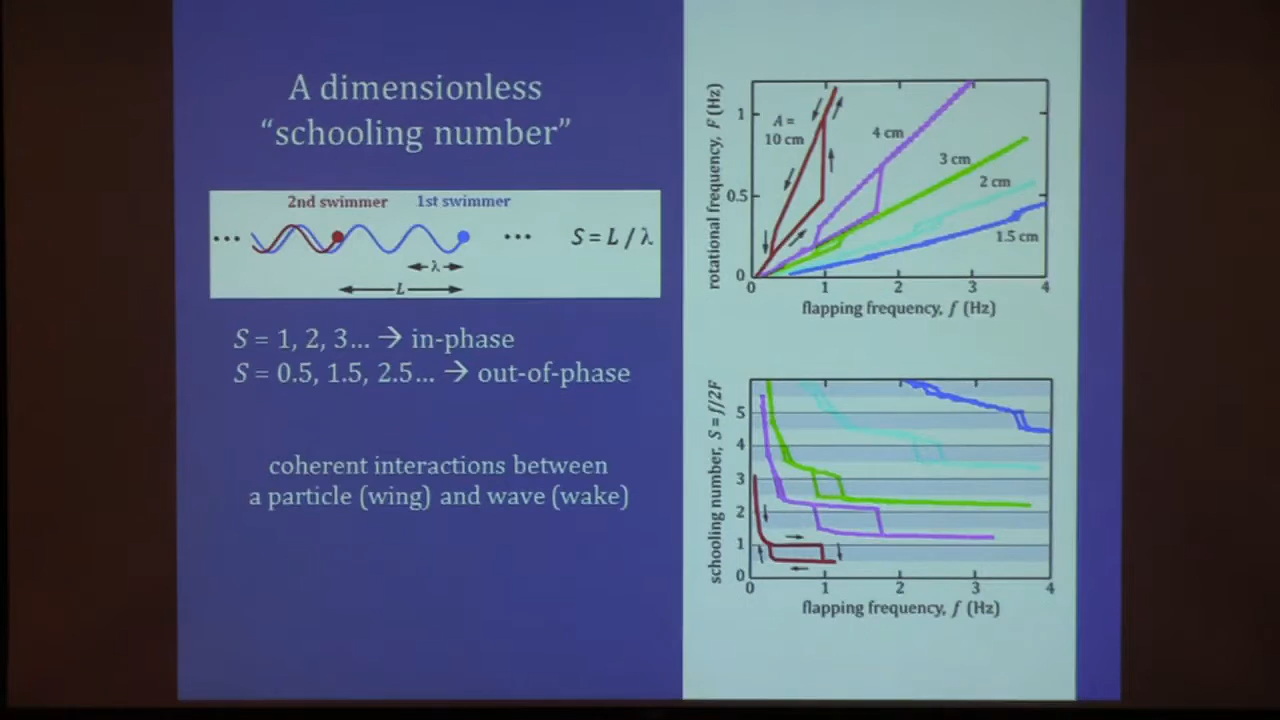 A dimensionless
“schooling number”
2nd swimmer 1st swimmer
••• ••• S = L / λ
λ
L
S = 1, 2, 3... → in-phase
S = 0.5, 1.5, 2.5... → out-of-phase
coherent interactions between
a particle (wing) and wave (wake)
rotational frequency, F (Hz)
1
0.5
0
A =
10 cm
4 cm
3 cm
2 cm
1.5 cm
0 1 2 3 4
flapping frequency, f (Hz)
schooling number, S = f/2F
5
4
3
2
1
0
0 1 2 3 4
flapping frequency, f (Hz)